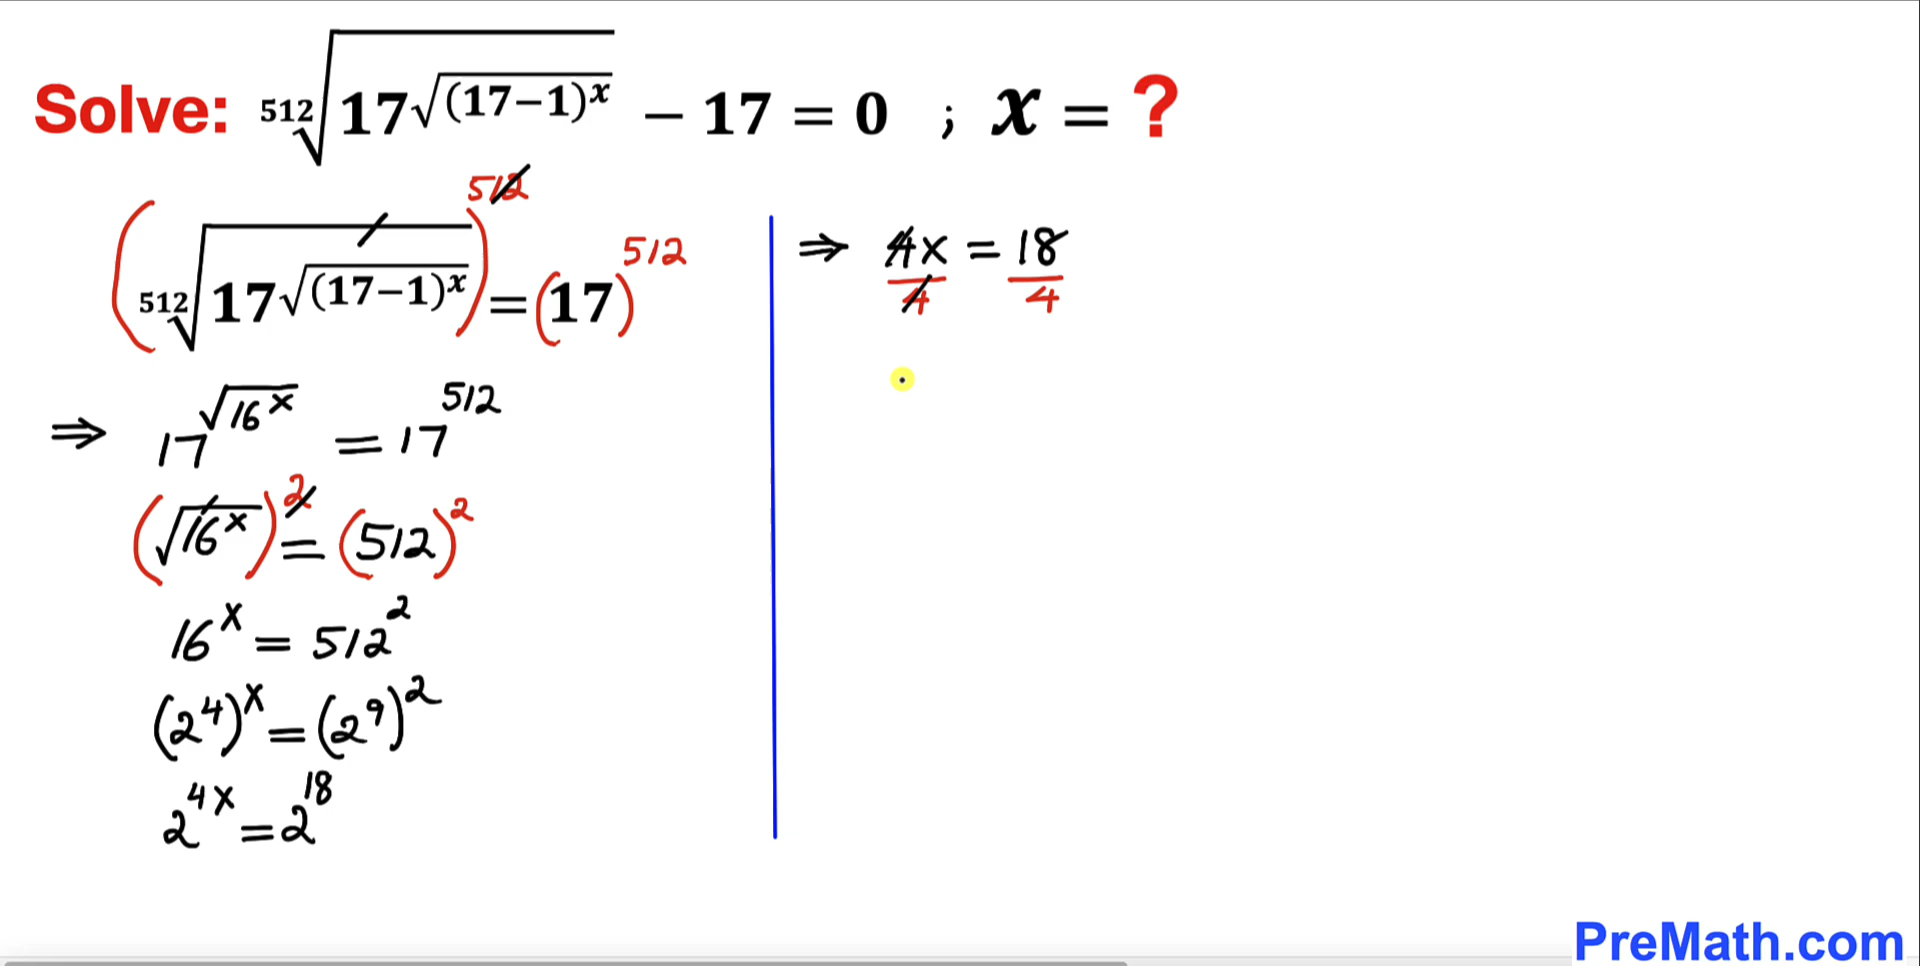 Solve: ⁵¹²√(17^√((17−1)^x)) − 17 = 0 ; x = ?
(⁵¹²√(17^√((17−1)^x)))^512 = (17)^512
⇒ 17^√(16^x) = 17^512
(√(16^x))^2 = (512)^2
16^x = 512^2
(2^4)^x = (2^9)^2
2^4x = 2^18
⇒ 4x/4 = 18/4
PreMath.com